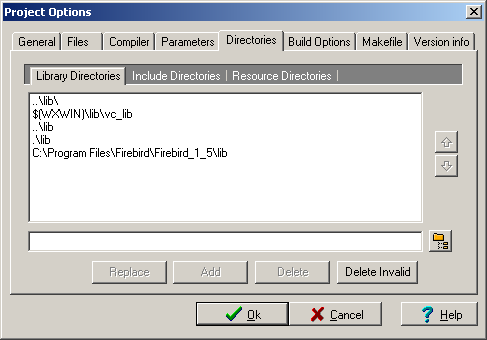 Project Options
General Files Compiler Parameters Directories Build Options Makefile Version info
Library Directories Include Directories Resource Directories
..\lib\
$(WXWIN)\lib\vc_lib
..\lib
.\lib
C:\Program Files\Firebird\Firebird_1_5\lib
Replace Add Delete Delete Invalid
Ok Cancel Help